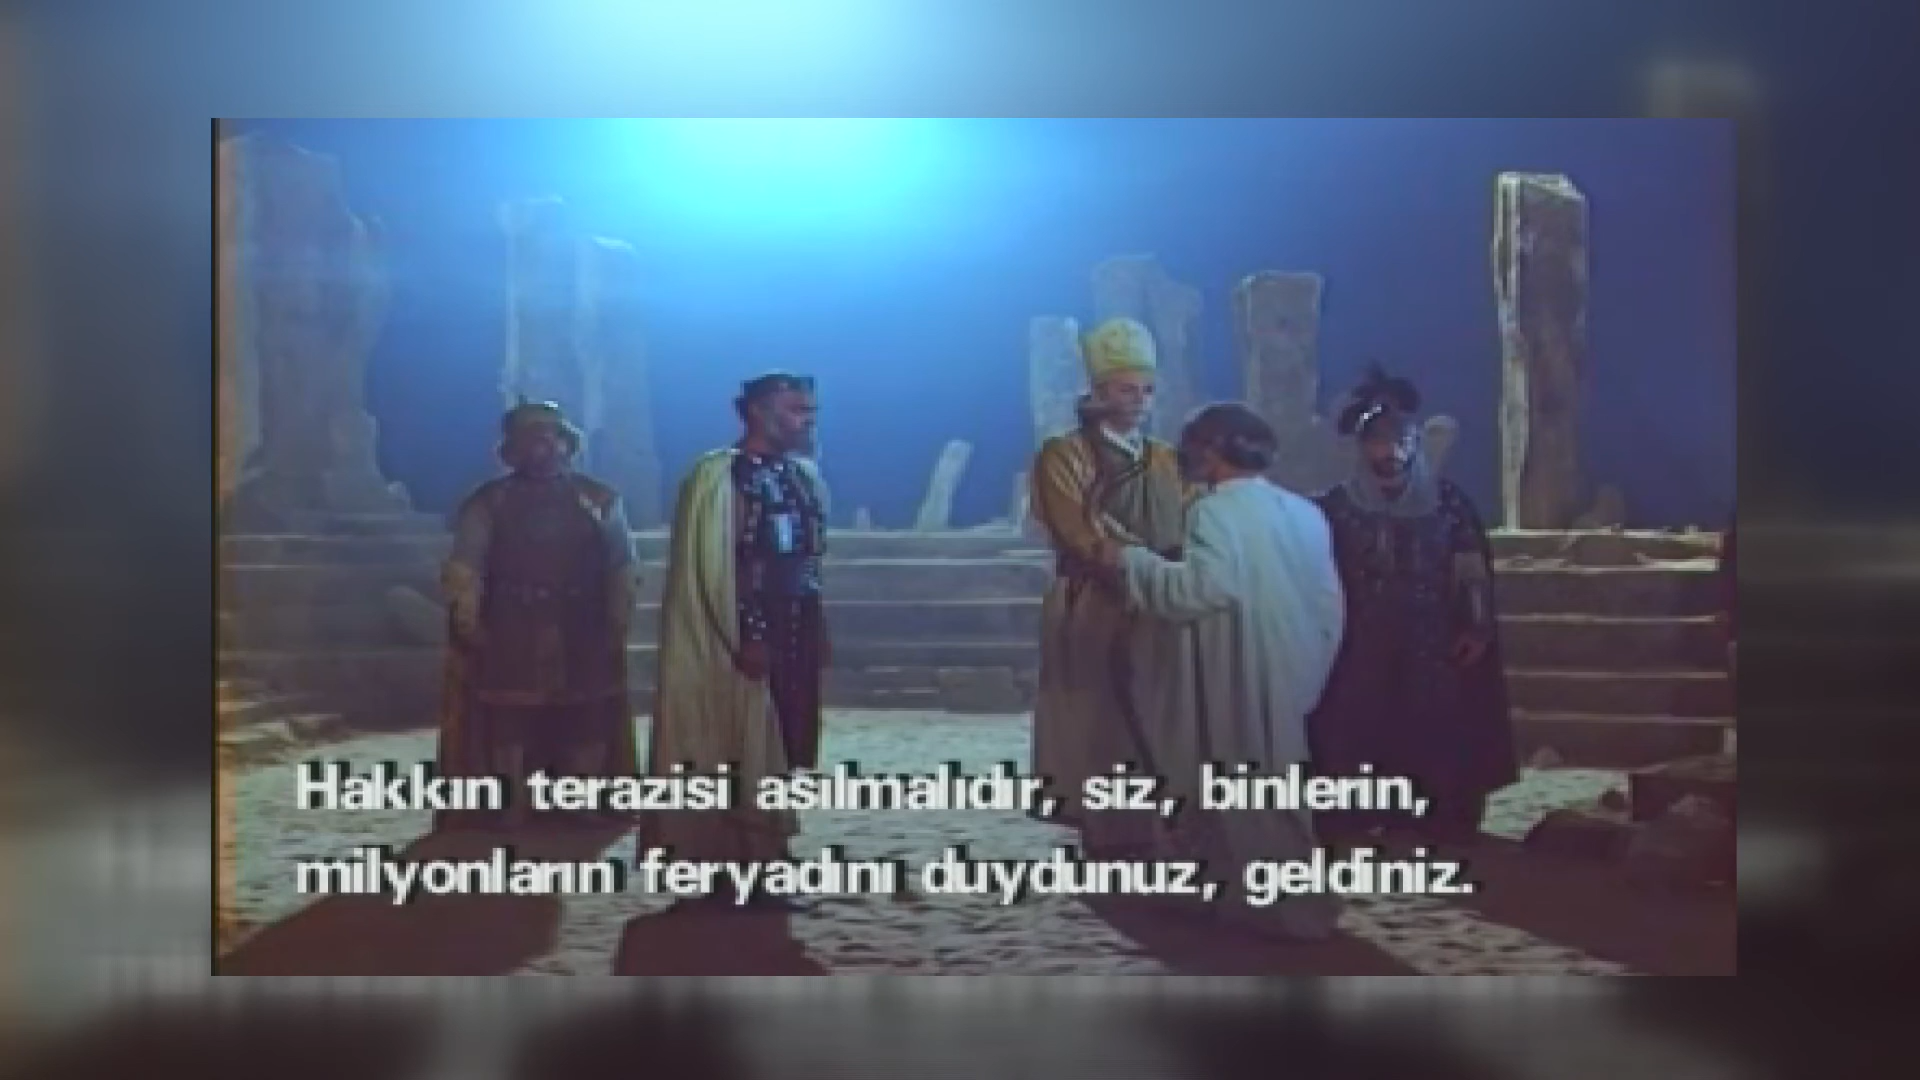 Hakkın terazisi asılmalıdır, siz, binlerin,
milyonların feryadını duydunuz, geldiniz.